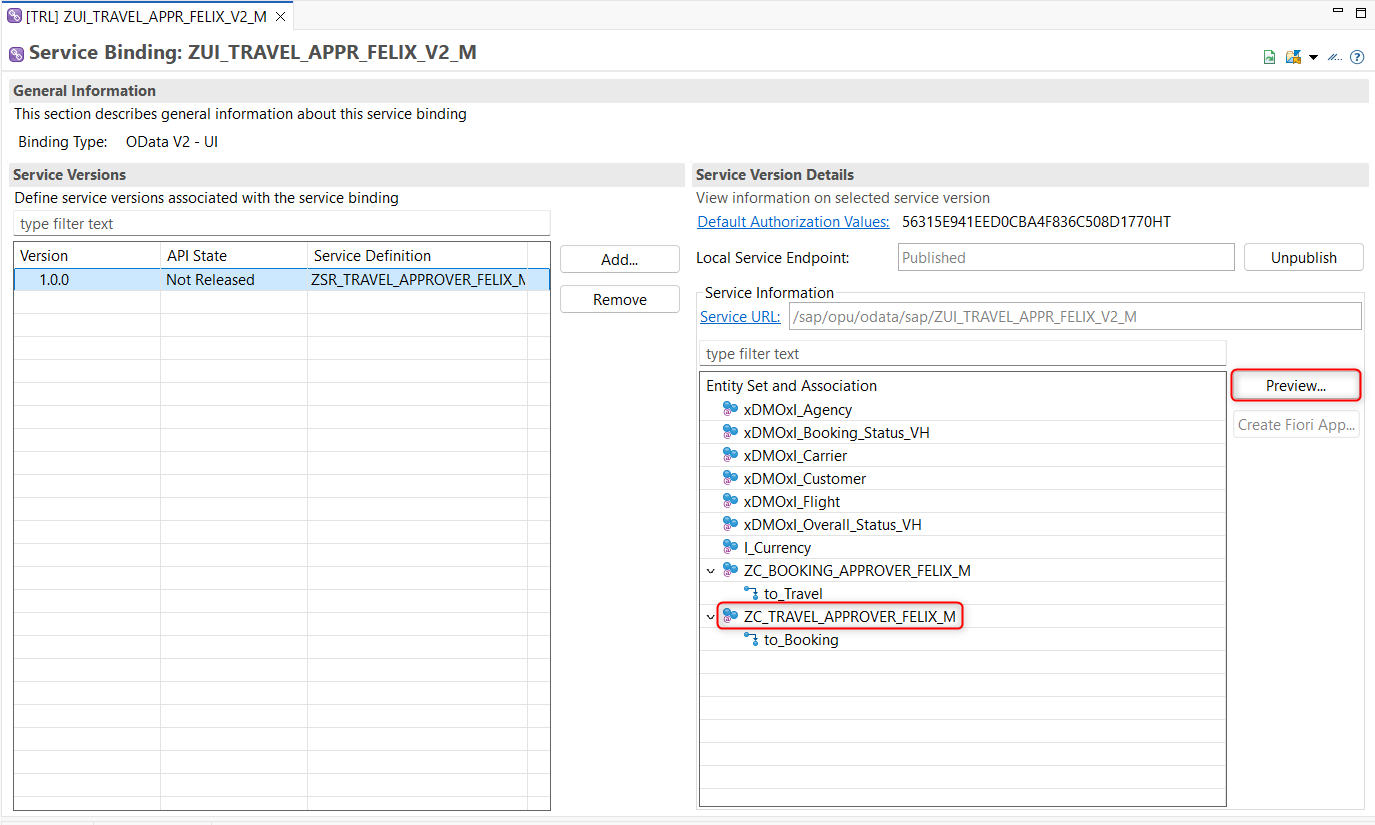 [TRL] ZUI_TRAVEL_APPR_FELIX_V2_M
Service Binding: ZUI_TRAVEL_APPR_FELIX_V2_M
General Information
This section describes general information about this service binding
Binding Type: OData V2 - UI
Service Versions
Define service versions associated with the service binding
type filter text
Version API State Service Definition
1.0.0 Not Released ZSR_TRAVEL_APPROVER_FELIX_M
Add...
Remove
Service Version Details
View information on selected service version
Default Authorization Values: 56315E941EED0CBA4F836C508D1770HT
Local Service Endpoint: Published Unpublish
Service Information
Service URL: /sap/opu/odata/sap/ZUI_TRAVEL_APPR_FELIX_V2_M
type filter text
Entity Set and Association
Preview...
xDMOxI_Agency
Create Fiori App...
xDMOxI_Booking_Status_VH
xDMOxI_Carrier
xDMOxI_Customer
xDMOxI_Flight
xDMOxI_Overall_Status_VH
I_Currency
ZC_BOOKING_APPROVER_FELIX_M
to_Travel
ZC_TRAVEL_APPROVER_FELIX_M
to_Booking